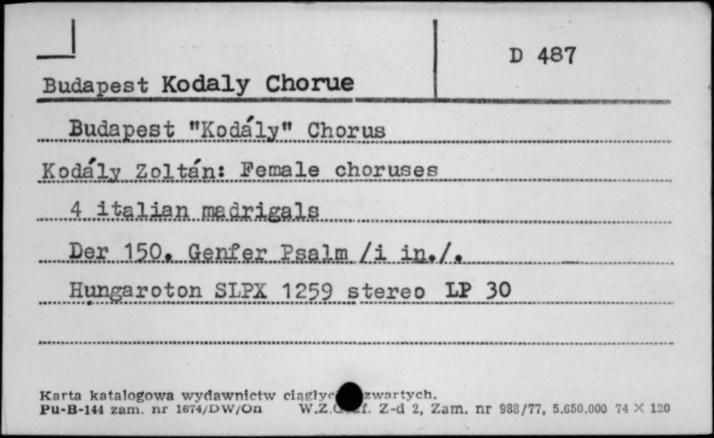 D 487
Budapest Kodaly Chorue
Budapest "Kodály" Chorus
Kodály Zoltán: Female choruses
4 italian madrigals
Der 150. Genfer Psalm /i in./.
Hungaroton SLPX 1259 stereo LP 30
Karta katalogowa wydawnictw zwartych.
Pu-B-144 zam. nr 1674/DW/On W.Z. Z-d 2, Zam. nr 988/77, 5.650.000 74 × 120